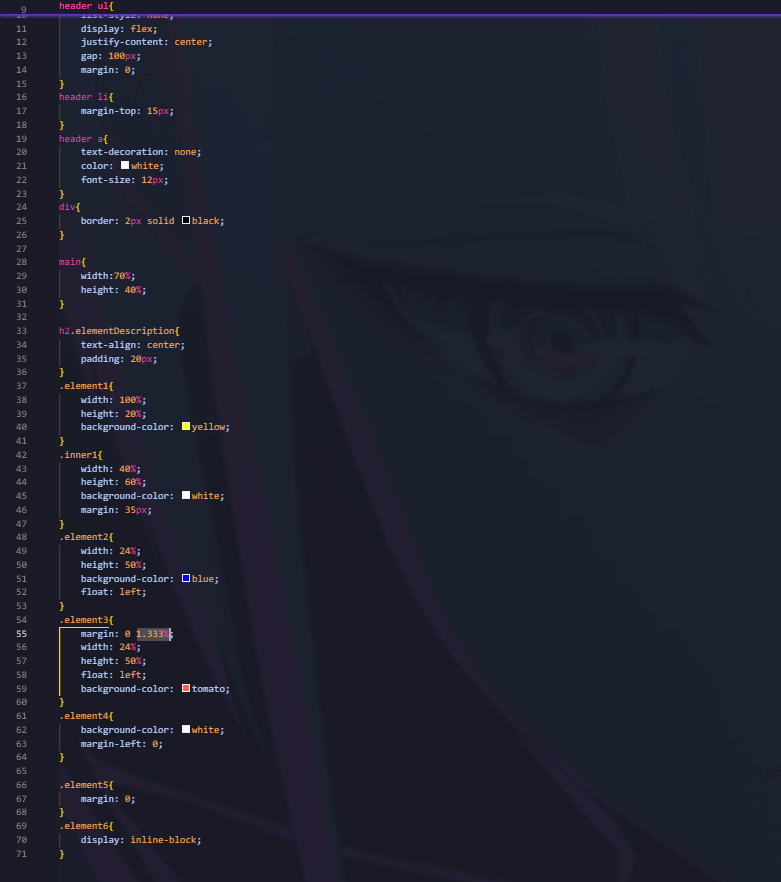 9 header ul{
10 list-style: none;
11 display: flex;
12 justify-content: center;
13 gap: 100px;
14 margin: 0;
15 }
16 header li{
17 margin-top: 15px;
18 }
19 header a{
20 text-decoration: none;
21 color: white;
22 font-size: 12px;
23 }
24 div{
25 border: 2px solid black;
26 }
27
28 main{
29 width:70%;
30 height: 40%;
31 }
32
33 h2.elementDescription{
34 text-align: center;
35 padding: 20px;
36 }
37 .element1{
38 width: 100%;
39 height: 20%;
40 background-color: yellow;
41 }
42 .inner1{
43 width: 40%;
44 height: 60%;
45 background-color: white;
46 margin: 35px;
47 }
48 .element2{
49 width: 24%;
50 height: 50%;
51 background-color: blue;
52 float: left;
53 }
54 .element3{
55 margin: 0 1.333%;
56 width: 24%;
57 height: 50%;
58 float: left;
59 background-color: tomato;
60 }
61 .element4{
62 background-color: white;
63 margin-left: 0;
64 }
65
66 .element5{
67 margin: 0;
68 }
69 .element6{
70 display: inline-block;
71 }